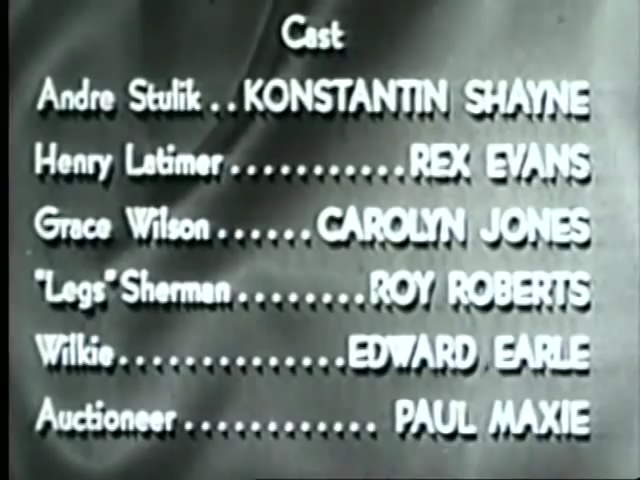 Cast
Andre Stulik..KONSTANTIN SHAYNE
Henry Latimer...........REX EVANS
Grace Wilson......CAROLYN JONES
"Legs" Sherman........ROY ROBERTS
Wilkie..............EDWARD EARLE
Auctioneer............ PAUL MAXIE